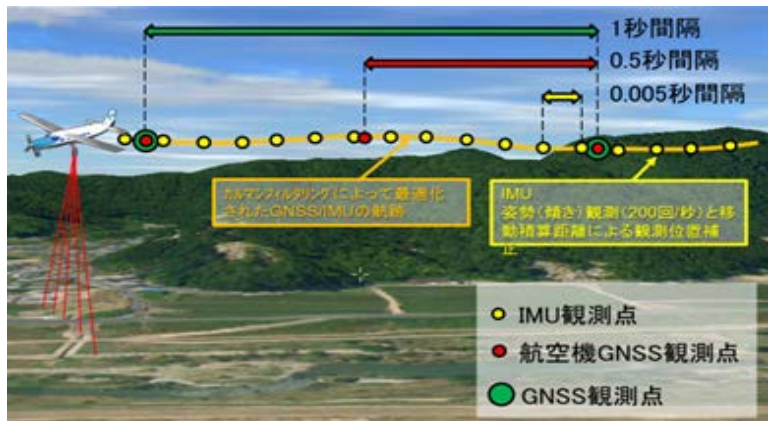 1秒間隔
0.5秒間隔
0.005秒間隔
カルマンフィルタリングによって最適化
されたGNSS/IMUの航跡
IMU
姿勢(傾き)観測(200回/秒)と移
動積算距離による観測位置補
正
IMU観測点
航空機GNSS観測点
GNSS観測点